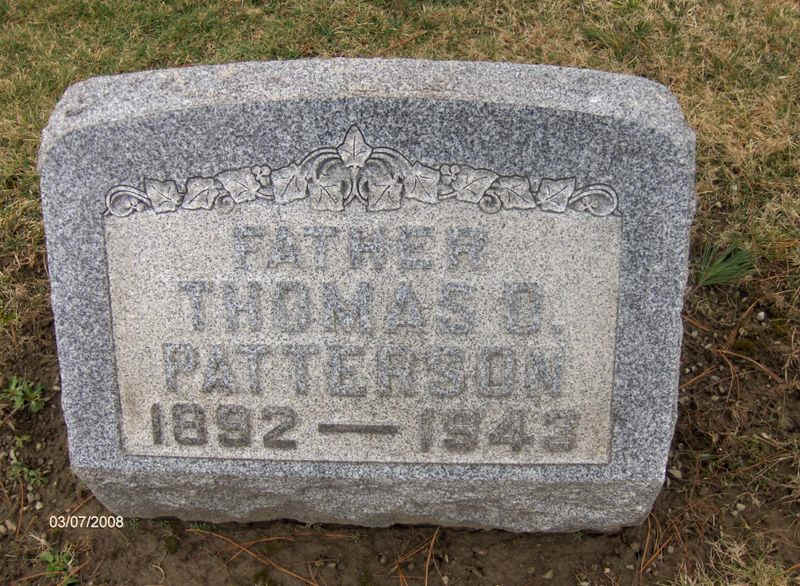 FATHER
THOMAS O.
PATTERSON
1892 — 1943
03/07/2008